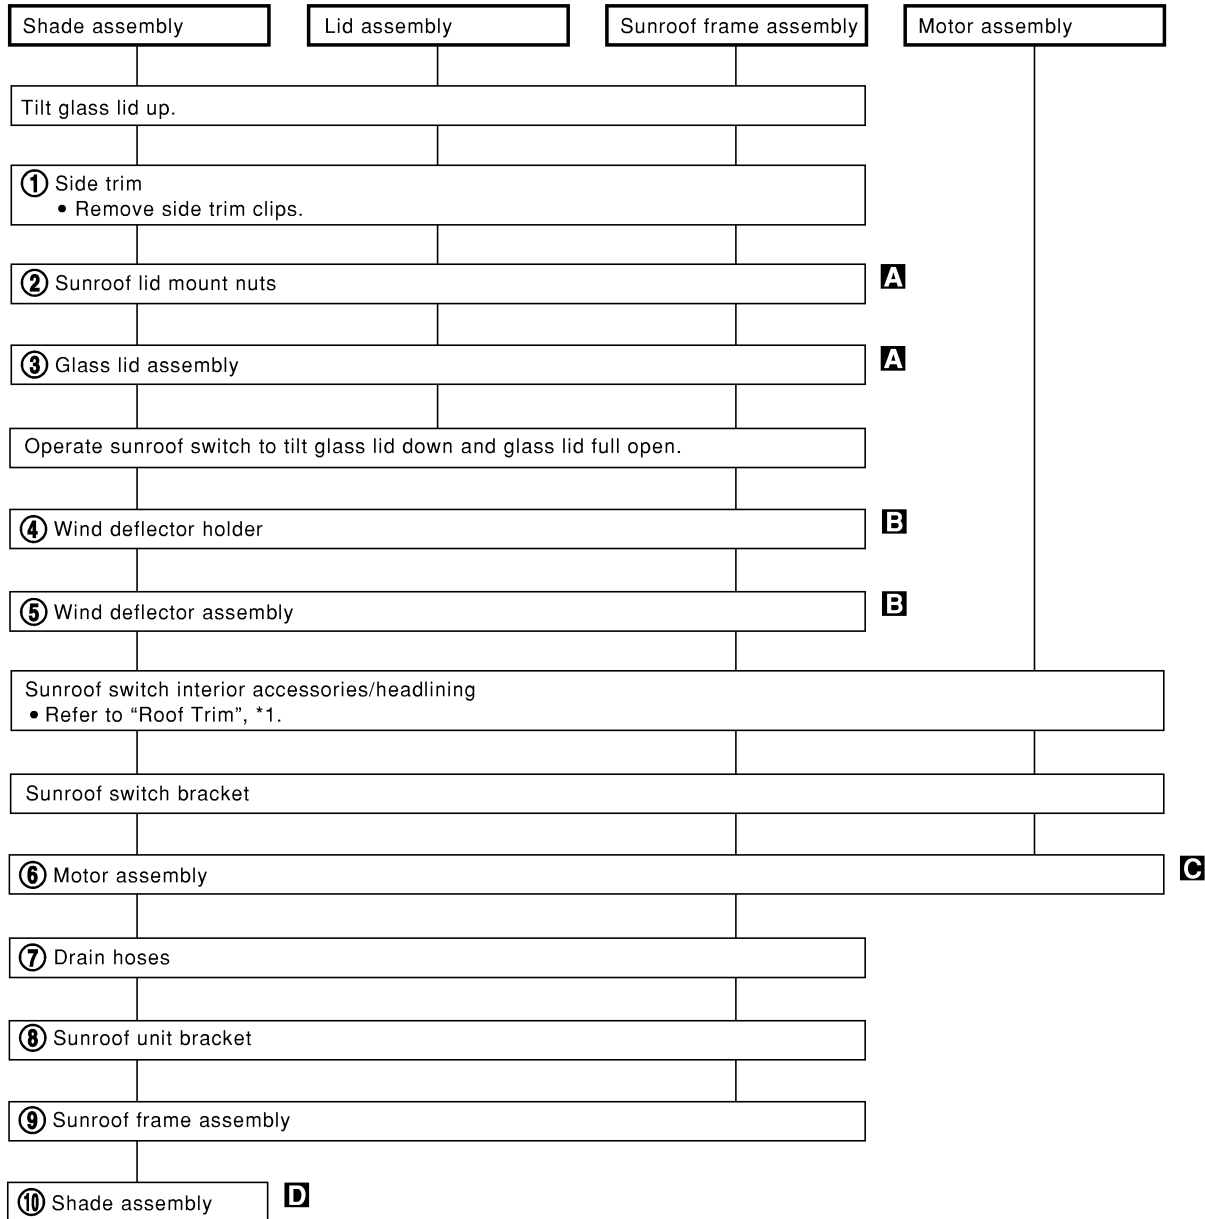 Shade assembly
Lid assembly
Sunroof frame assembly
Motor assembly
Tilt glass lid up.
① Side trim
• Remove side trim clips.
② Sunroof lid mount nuts
A
③ Glass lid assembly
A
Operate sunroof switch to tilt glass lid down and glass lid full open.
④ Wind deflector holder
B
⑤ Wind deflector assembly
B
Sunroof switch interior accessories/headlining
• Refer to “Roof Trim”, *1.
Sunroof switch bracket
⑥ Motor assembly
C
⑦ Drain hoses
⑧ Sunroof unit bracket
⑨ Sunroof frame assembly
⑩ Shade assembly
D